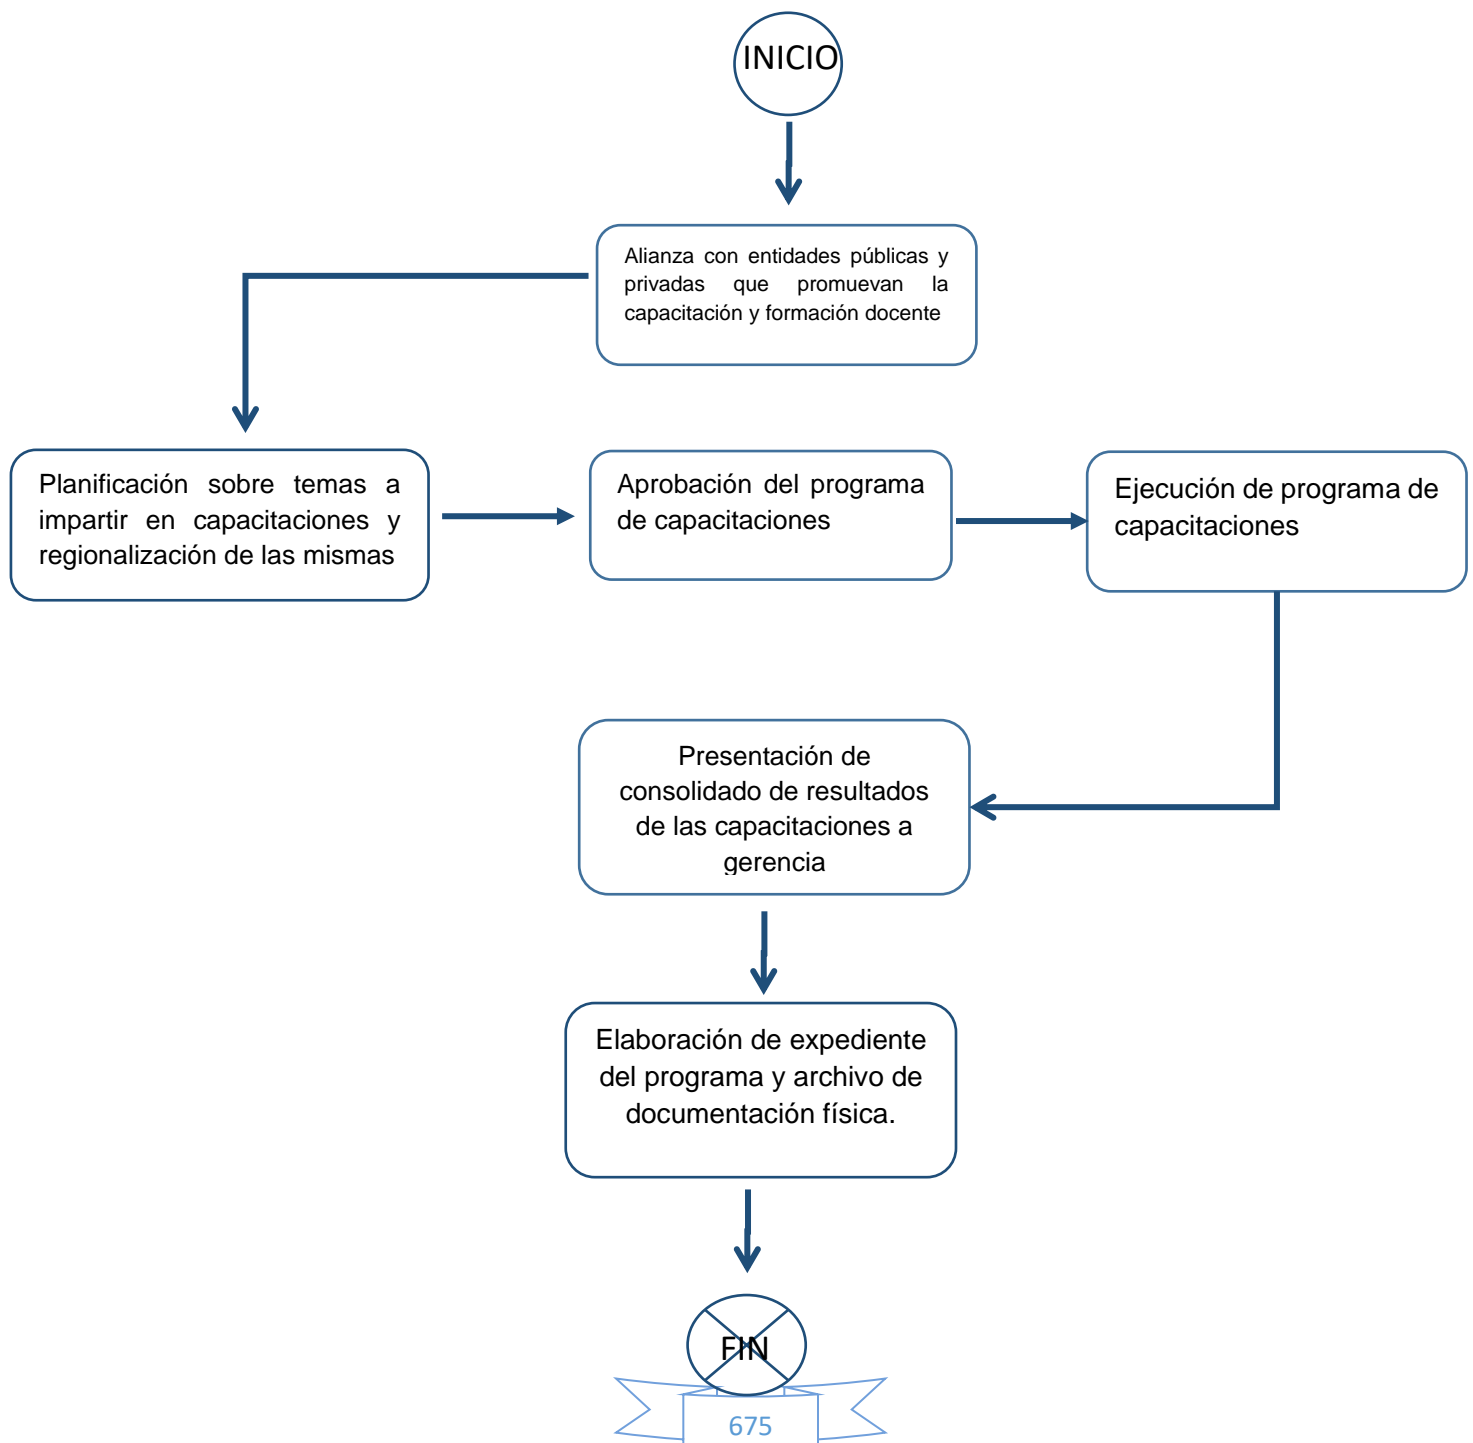 INICIO
Alianza con entidades públicas y
privadas que promuevan la
capacitación y formación docente
Planificación sobre temas a
impartir en capacitaciones y
regionalización de las mismas
Aprobación del programa
de capacitaciones
Ejecución de programa de
capacitaciones
Presentación de
consolidado de resultados
de las capacitaciones a
gerencia
Elaboración de expediente
del programa y archivo de
documentación física.
FIN
675